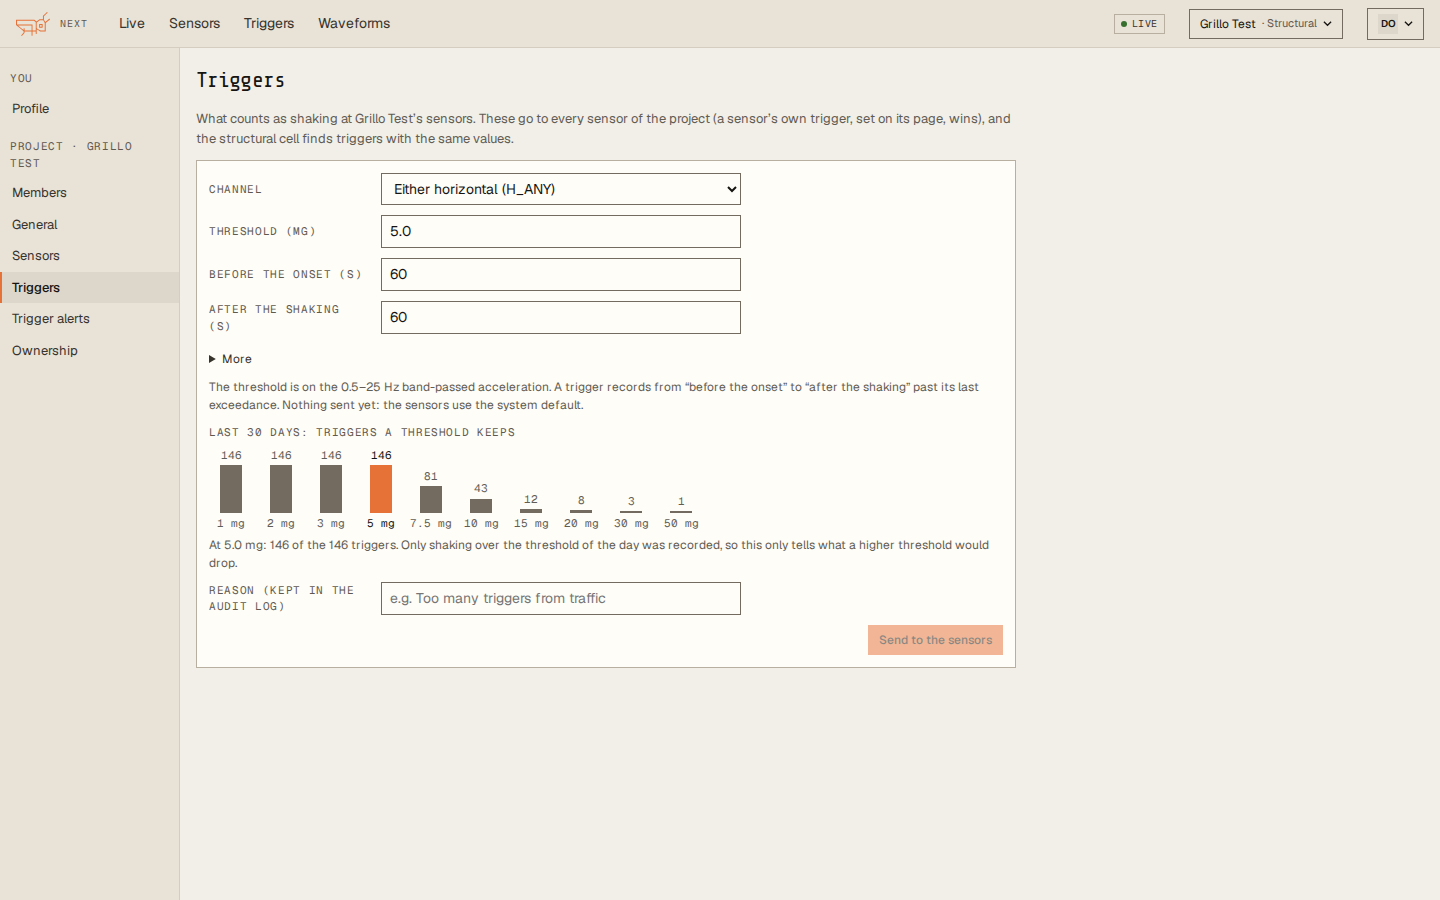 NEXT
Live
Sensors
Triggers
Waveforms
LIVE
Grillo Test · Structural
DO
YOU
Profile
PROJECT · GRILLO
TEST
Members
General
Sensors
Triggers
Trigger alerts
Ownership
Triggers
What counts as shaking at Grillo Test’s sensors. These go to every sensor of the project (a sensor’s own trigger, set on its page, wins), and
the structural cell finds triggers with the same values.
CHANNEL
Either horizontal (H_ANY)
THRESHOLD (MG)
5.0
BEFORE THE ONSET (S)
60
AFTER THE SHAKING
(S)
60
More
The threshold is on the 0.5–25 Hz band-passed acceleration. A trigger records from “before the onset” to “after the shaking” past its last
exceedance. Nothing sent yet: the sensors use the system default.
LAST 30 DAYS: TRIGGERS A THRESHOLD KEEPS
146 146 146 146 81 43 12 8 3 1
1 mg 2 mg 3 mg 5 mg 7.5 mg 10 mg 15 mg 20 mg 30 mg 50 mg
At 5.0 mg: 146 of the 146 triggers. Only shaking over the threshold of the day was recorded, so this only tells what a higher threshold would
drop.
REASON (KEPT IN THE
AUDIT LOG)
e.g. Too many triggers from traffic
Send to the sensors